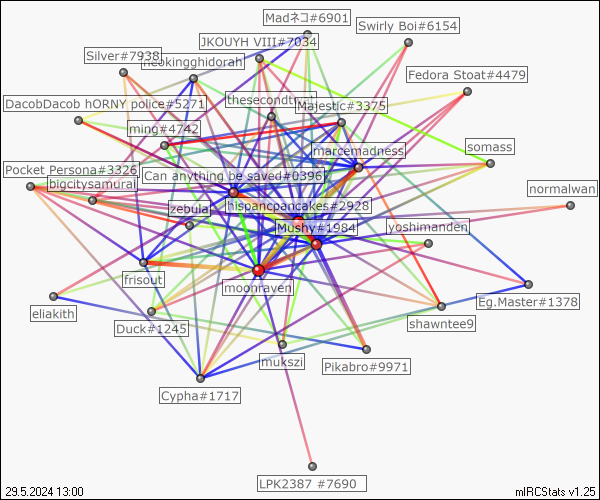 Madネコ#6901
Swirly Boi#6154
JKOUYH VIII#7034
Silver#7938
neokingghidorah
Fedora Stoat#4479
DacobDacob hORNY police#5271
Majestic#3375
ming#4742
marcemadness
somass
Pocket Persona#3326
Can anything be saved#0396
bigcitysamurai
normalwan
zebular
hispancpancakes#2928
Mushy#1984
yoshimanden
frisout
moonraven
eliakith
Eg.Master#1378
shawntee9
Duck#1245
mukszi
Pikabro#9971
Cypha#1717
LPK2387 #7690
29.5.2024 13:00
mIRCStats v1.25